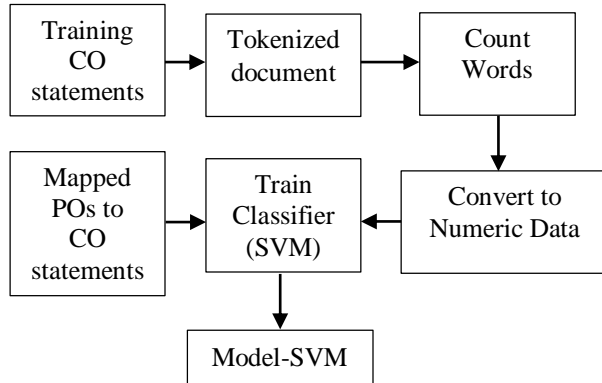 Training
CO
statements
Tokenized
document
Count
Words
Mapped
POs to
CO
statements
Train
Classifier
(SVM)
Convert to
Numeric Data
Model-SVM